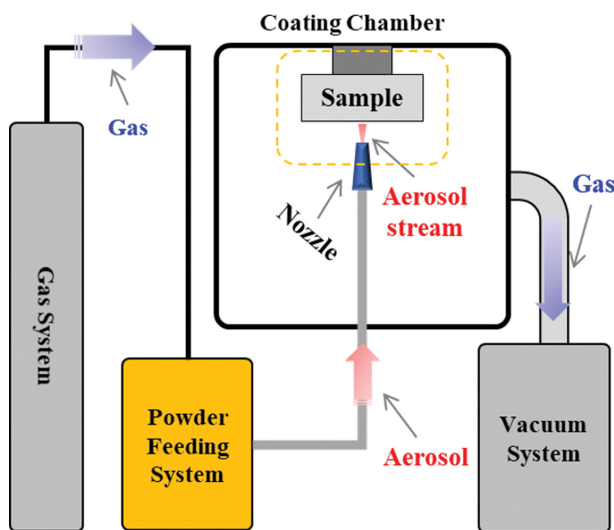 Coating Chamber
Gas
Sample
Gas
Aerosol
stream
Nozzle
Gas System
Powder
Feeding
System
Aerosol
Vacuum
System